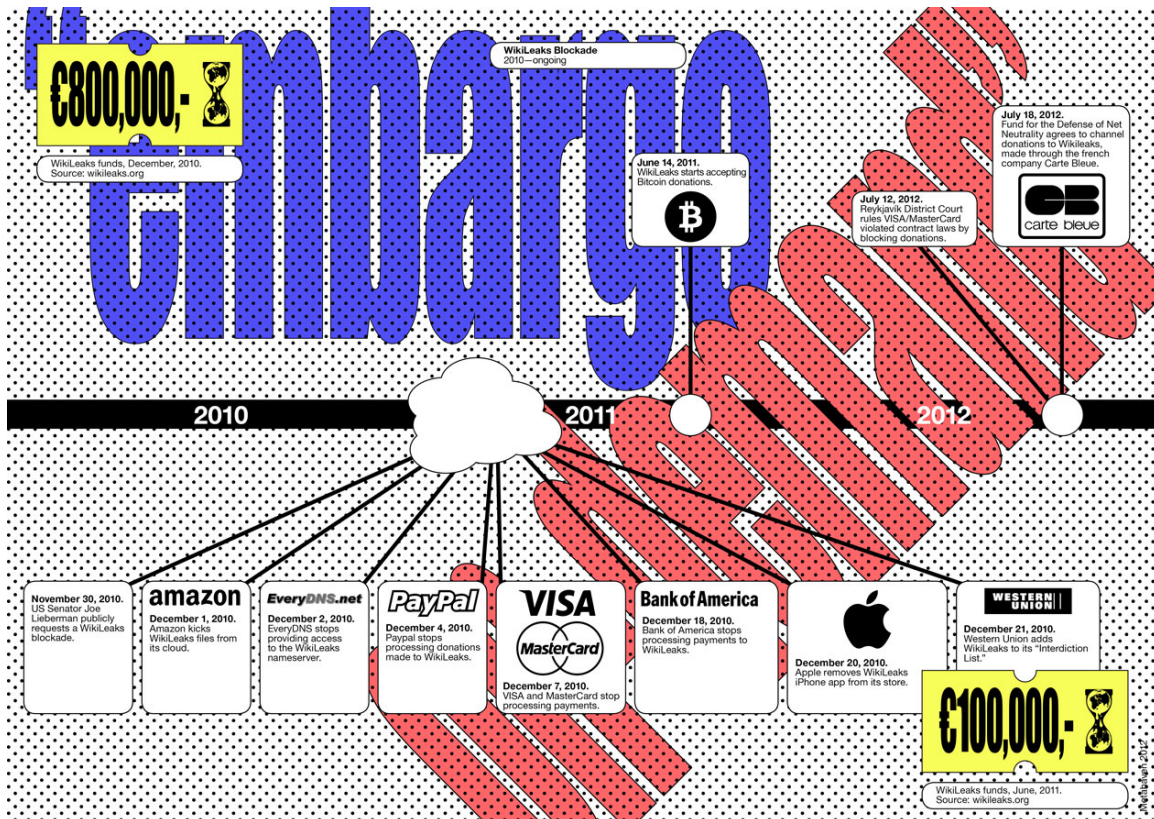 "embargo
WikiLeaks Blockade
2010—ongoing
€800,000,-
WikiLeaks funds, December, 2010.
Source: wikileaks.org
June 14, 2011.
WikiLeaks starts accepting
Bitcoin donations.
July 12, 2012.
Reykjavík District Court
rules VISA/MasterCard
violated contract laws by
blocking donations.
July 18, 2012.
Fund for the Defense of Net
Neutrality agrees to channel
donations to Wikileaks,
made through the french
company Carte Bleue.
CB
carte bleue
2010
2011
2012
November 30, 2010.
US Senator Joe
Lieberman publicly
requests a WikiLeaks
blockade.
amazon
December 1, 2010.
Amazon kicks
WikiLeaks files from
its cloud.
EveryDNS.net
December 2, 2010.
EveryDNS stops
providing access
to the WikiLeaks
nameserver.
PayPal
December 4, 2010.
Paypal stops
processing donations
made to WikiLeaks.
VISA
MasterCard
December 7, 2010.
VISA and MasterCard stop
processing payments.
Bank of America
December 18, 2010.
Bank of America stops
processing payments to
WikiLeaks.
December 20, 2010.
Apple removes WikiLeaks
iPhone app from its store.
WESTERN
UNION
December 21, 2010.
Western Union adds
WikiLeaks to its "Interdiction
List."
€100,000,-
WikiLeaks funds, June, 2011.
Source: wikileaks.org
Metahaven 2012